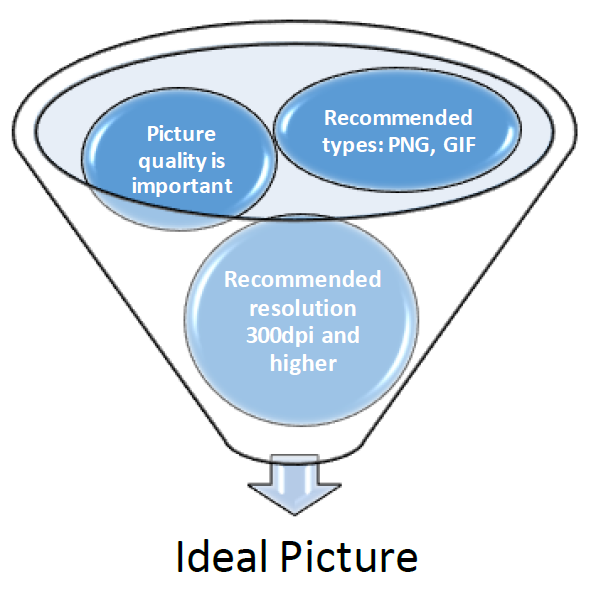 Picture
quality is
important
Recommended
types: PNG, GIF
Recommended
resolution
300dpi and
higher
Ideal Picture